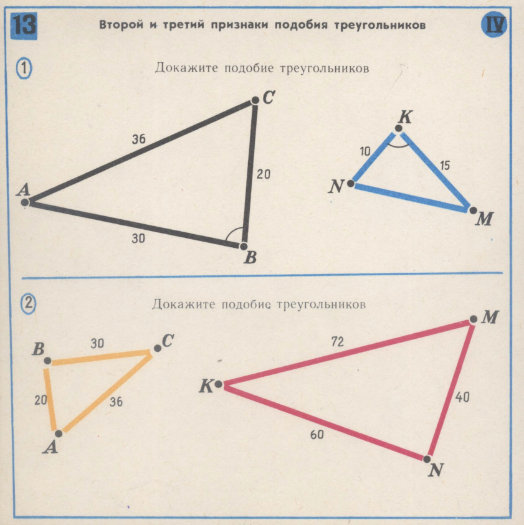 13 Второй и третий признаки подобия треугольников IV
1 Докажите подобие треугольников
C
36
K
10
15
20
A
N
M
30
B
2 Докажите подобие треугольников
M
B
30
C
72
K
20
36
40
A
60
N